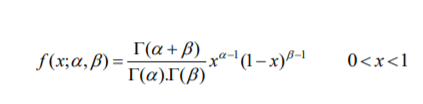 f(x;α,β) = Γ(α+β) / Γ(α).Γ(β) x^(α−1) (1−x)^(β−1) 0<x<1